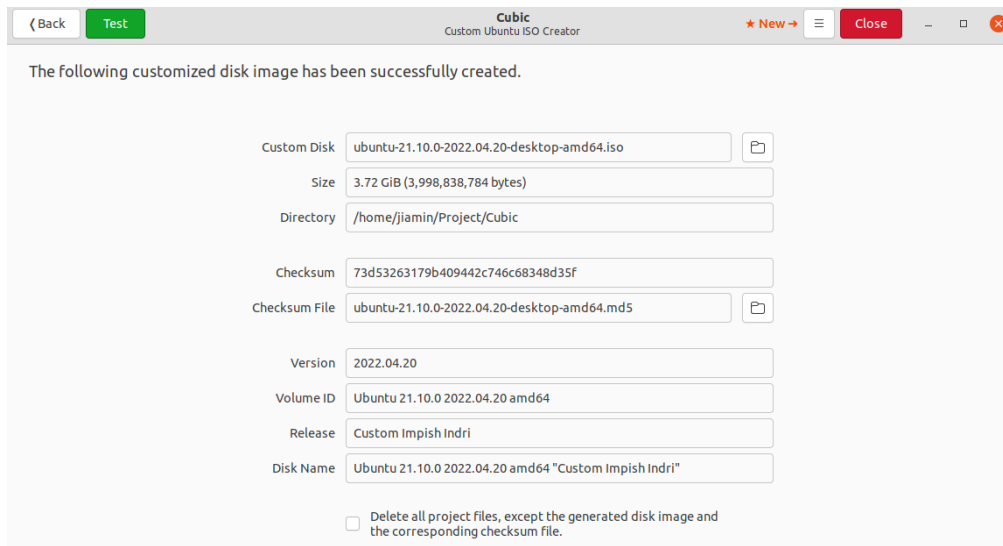 Back
Test
Cubic
Custom Ubuntu ISO Creator
★ New →
Close
The following customized disk image has been successfully created.
Custom Disk ubuntu-21.10.0-2022.04.20-desktop-amd64.iso
Size 3.72 GiB (3,998,838,784 bytes)
Directory /home/jiamin/Project/Cubic
Checksum 73d53263179b409442c746c68348d35f
Checksum File ubuntu-21.10.0-2022.04.20-desktop-amd64.md5
Version 2022.04.20
Volume ID Ubuntu 21.10.0 2022.04.20 amd64
Release Custom Impish Indri
Disk Name Ubuntu 21.10.0 2022.04.20 amd64 "Custom Impish Indri"
Delete all project files, except the generated disk image and
the corresponding checksum file.